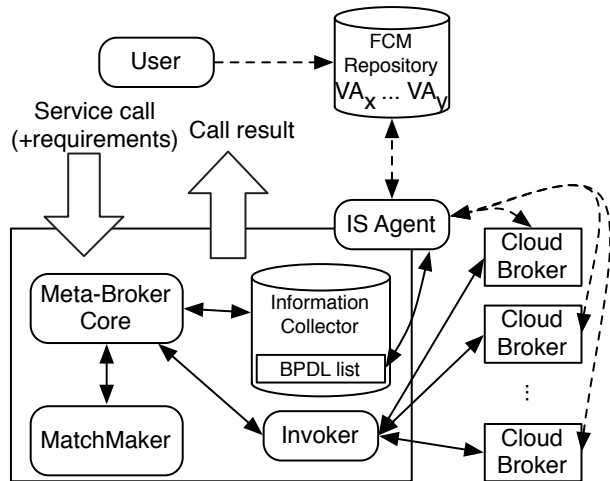 User
FCM
Repository
VAx ... VAy
Service call
(+requirements)
Call result
IS Agent
Meta-Broker
Core
Information
Collector
BPDL list
MatchMaker
Invoker
Cloud
Broker
Cloud
Broker
...
Cloud
Broker